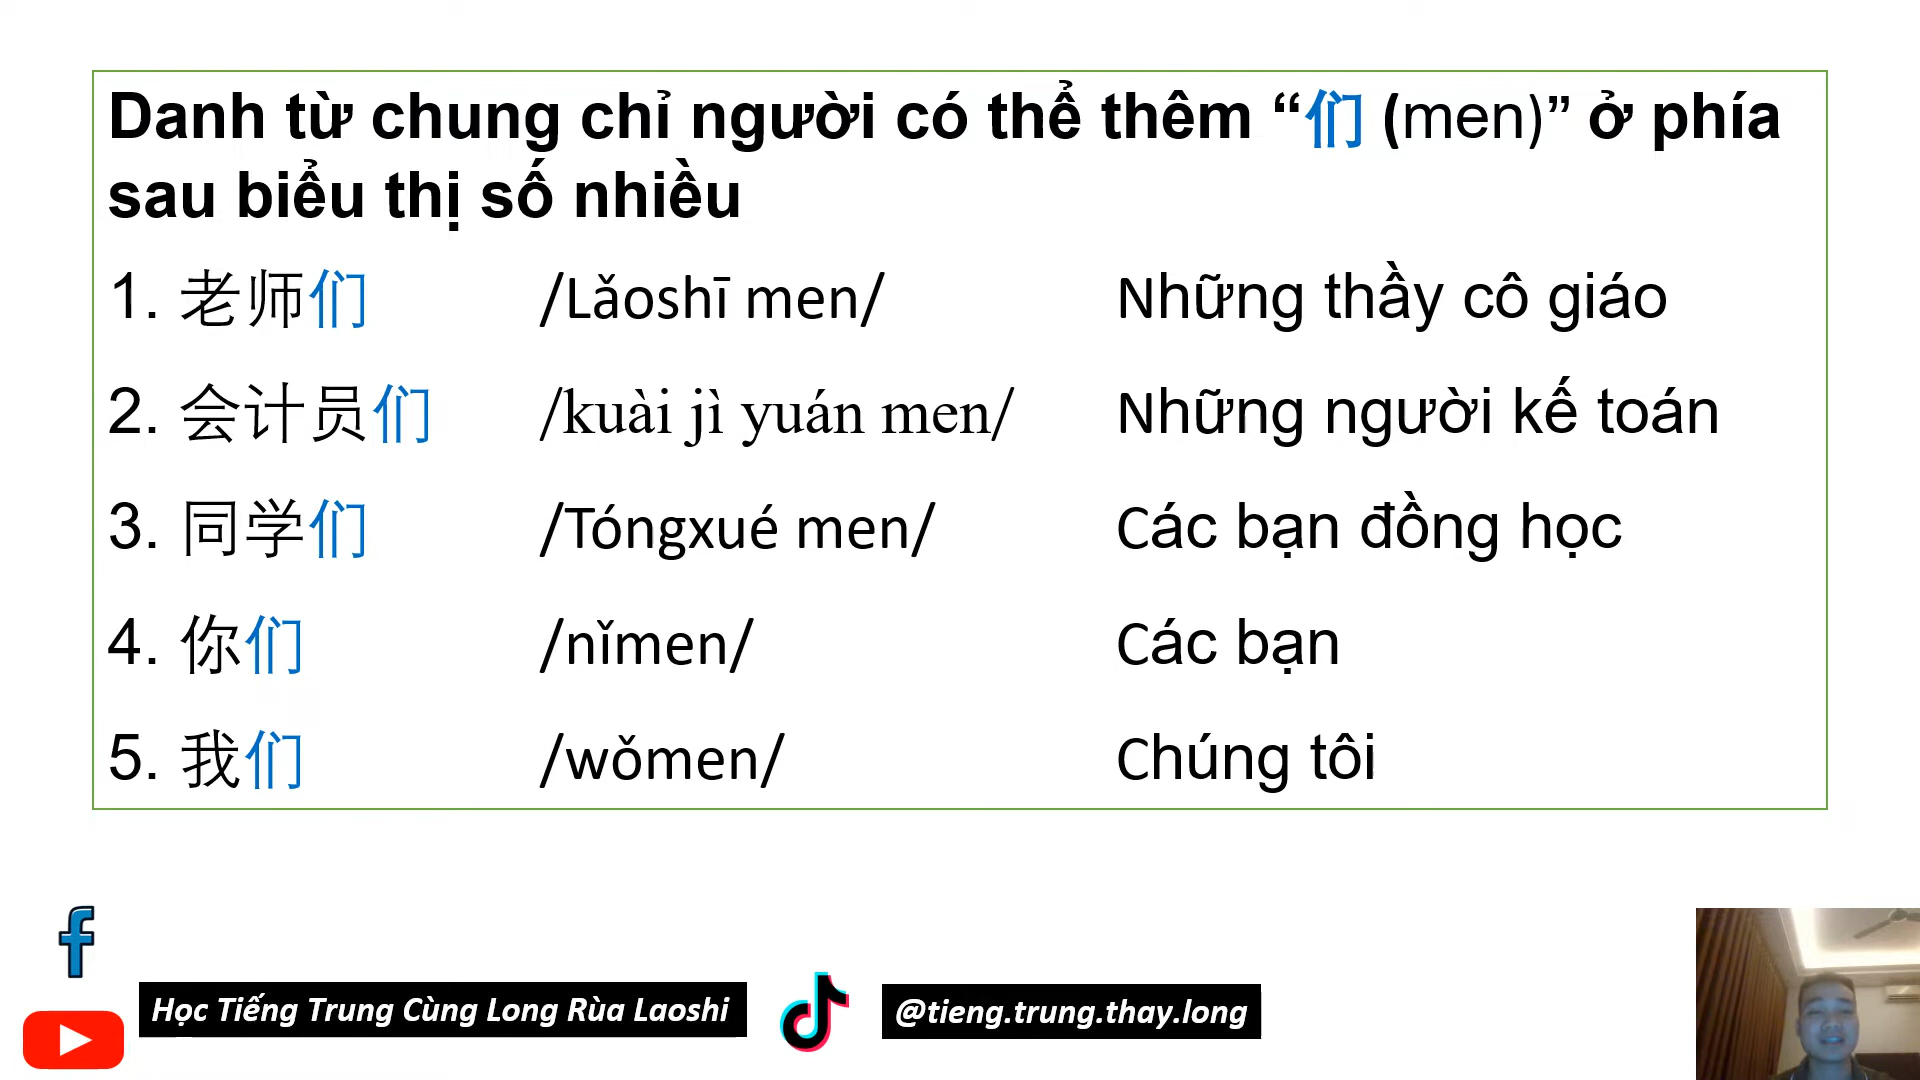 Danh từ chung chỉ người có thể thêm “们 (men)” ở phía
sau biểu thị số nhiều
1. 老师们 /Lǎoshī men/ Những thầy cô giáo
2. 会计员们 /kuài jì yuán men/ Những người kế toán
3. 同学们 /Tóngxué men/ Các bạn đồng học
4. 你们 /nǐmen/ Các bạn
5. 我们 /wǒmen/ Chúng tôi
Học Tiếng Trung Cùng Long Rùa Laoshi
@tieng.trung.thay.long